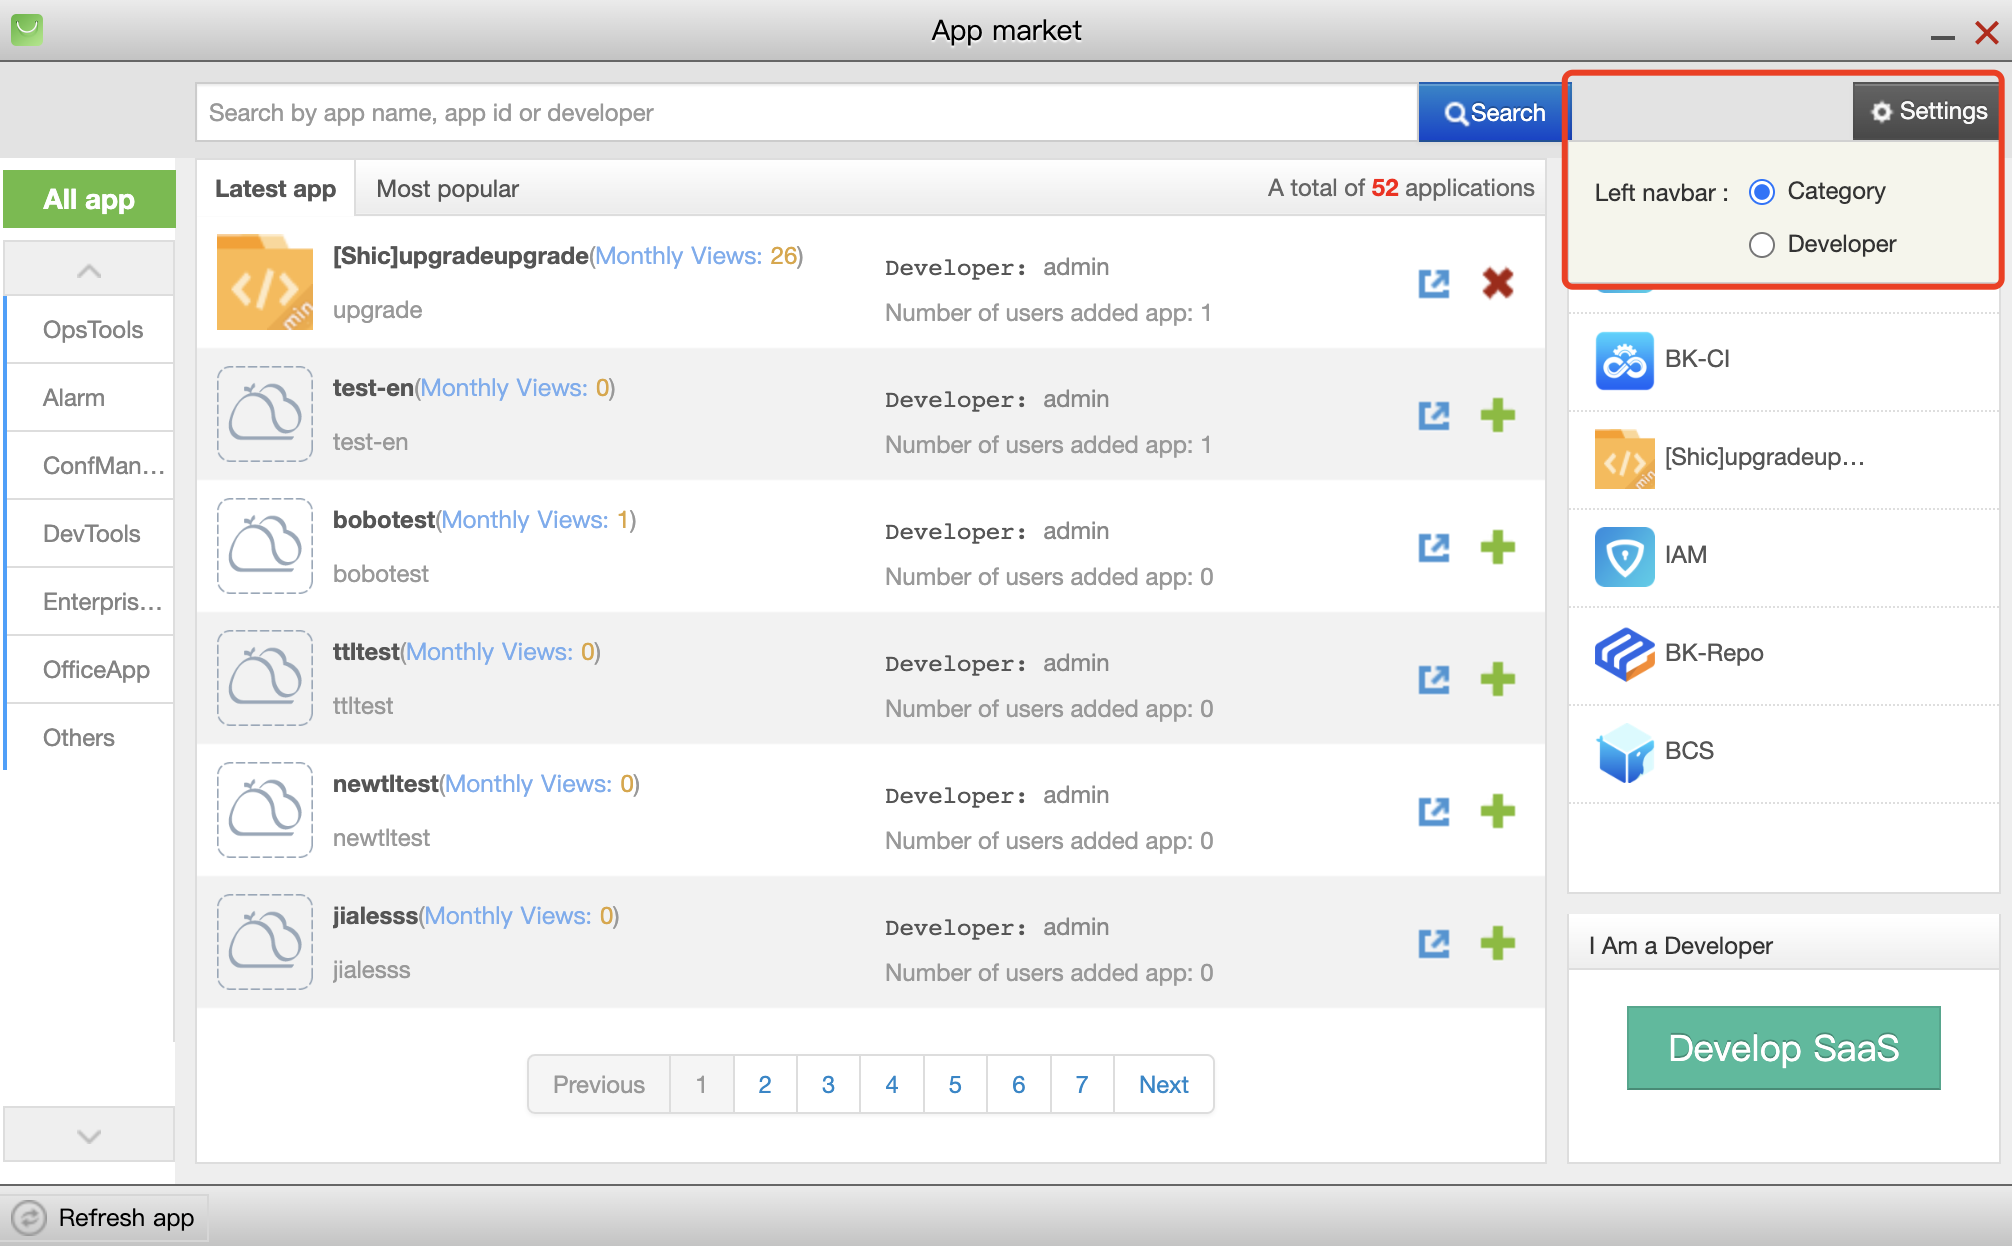 App market
Search by app name, app id or developer
Search
Settings
Left navbar :
Category
Developer
All app
OpsTools
Alarm
ConfMan...
DevTools
Enterpris...
OfficeApp
Others
Latest app
Most popular
A total of 52 applications
[Shic]upgradeupgrade(Monthly Views: 26)
upgrade
Developer: admin
Number of users added app: 1
test-en(Monthly Views: 0)
test-en
Developer: admin
Number of users added app: 1
bobotest(Monthly Views: 1)
bobotest
Developer: admin
Number of users added app: 0
ttltest(Monthly Views: 0)
ttltest
Developer: admin
Number of users added app: 0
newtltest(Monthly Views: 0)
newtltest
Developer: admin
Number of users added app: 0
jialesss(Monthly Views: 0)
jialesss
Developer: admin
Number of users added app: 0
Previous 1 2 3 4 5 6 7 Next
BK-CI
[Shic]upgradeup...
IAM
BK-Repo
BCS
I Am a Developer
Develop SaaS
Refresh app